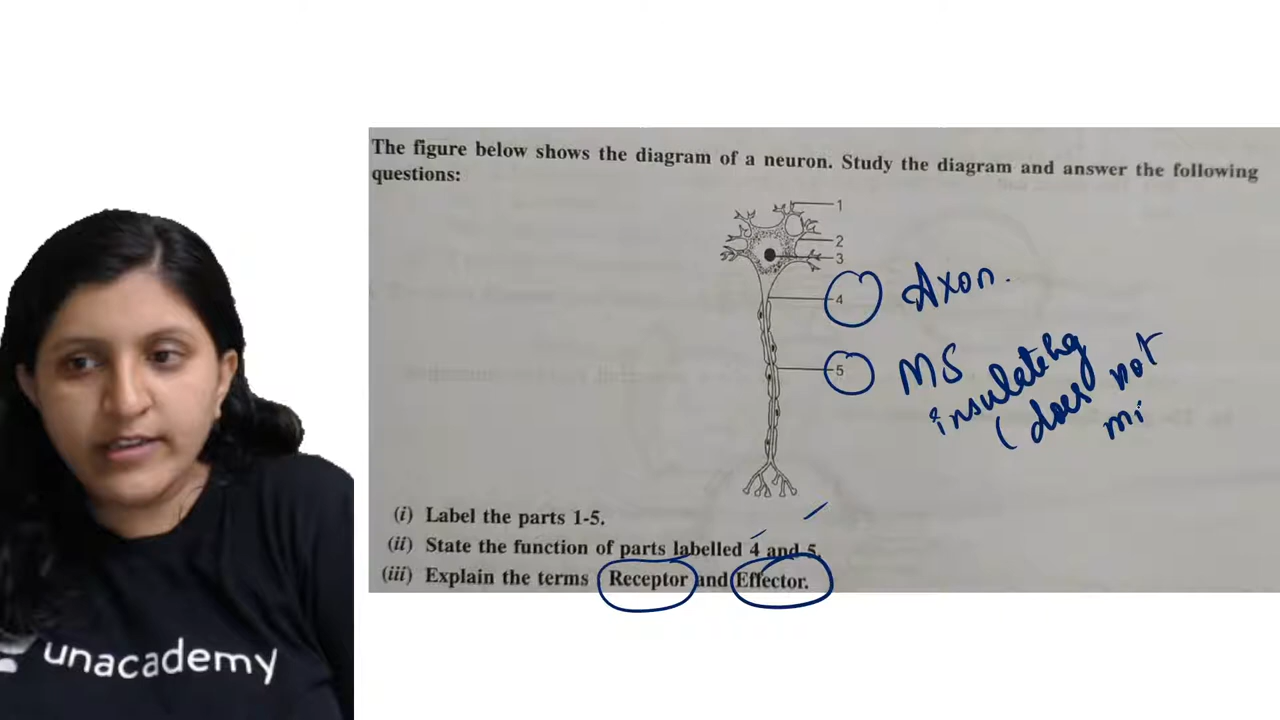 The figure below shows the diagram of a neuron. Study the diagram and answer the following
questions:
1
2
3
4
Axon.
5
MS
insulating
(does not
mi
(i) Label the parts 1-5.
(ii) State the function of parts labelled 4 and 5.
(iii) Explain the terms Receptor and Effector.
unacademy